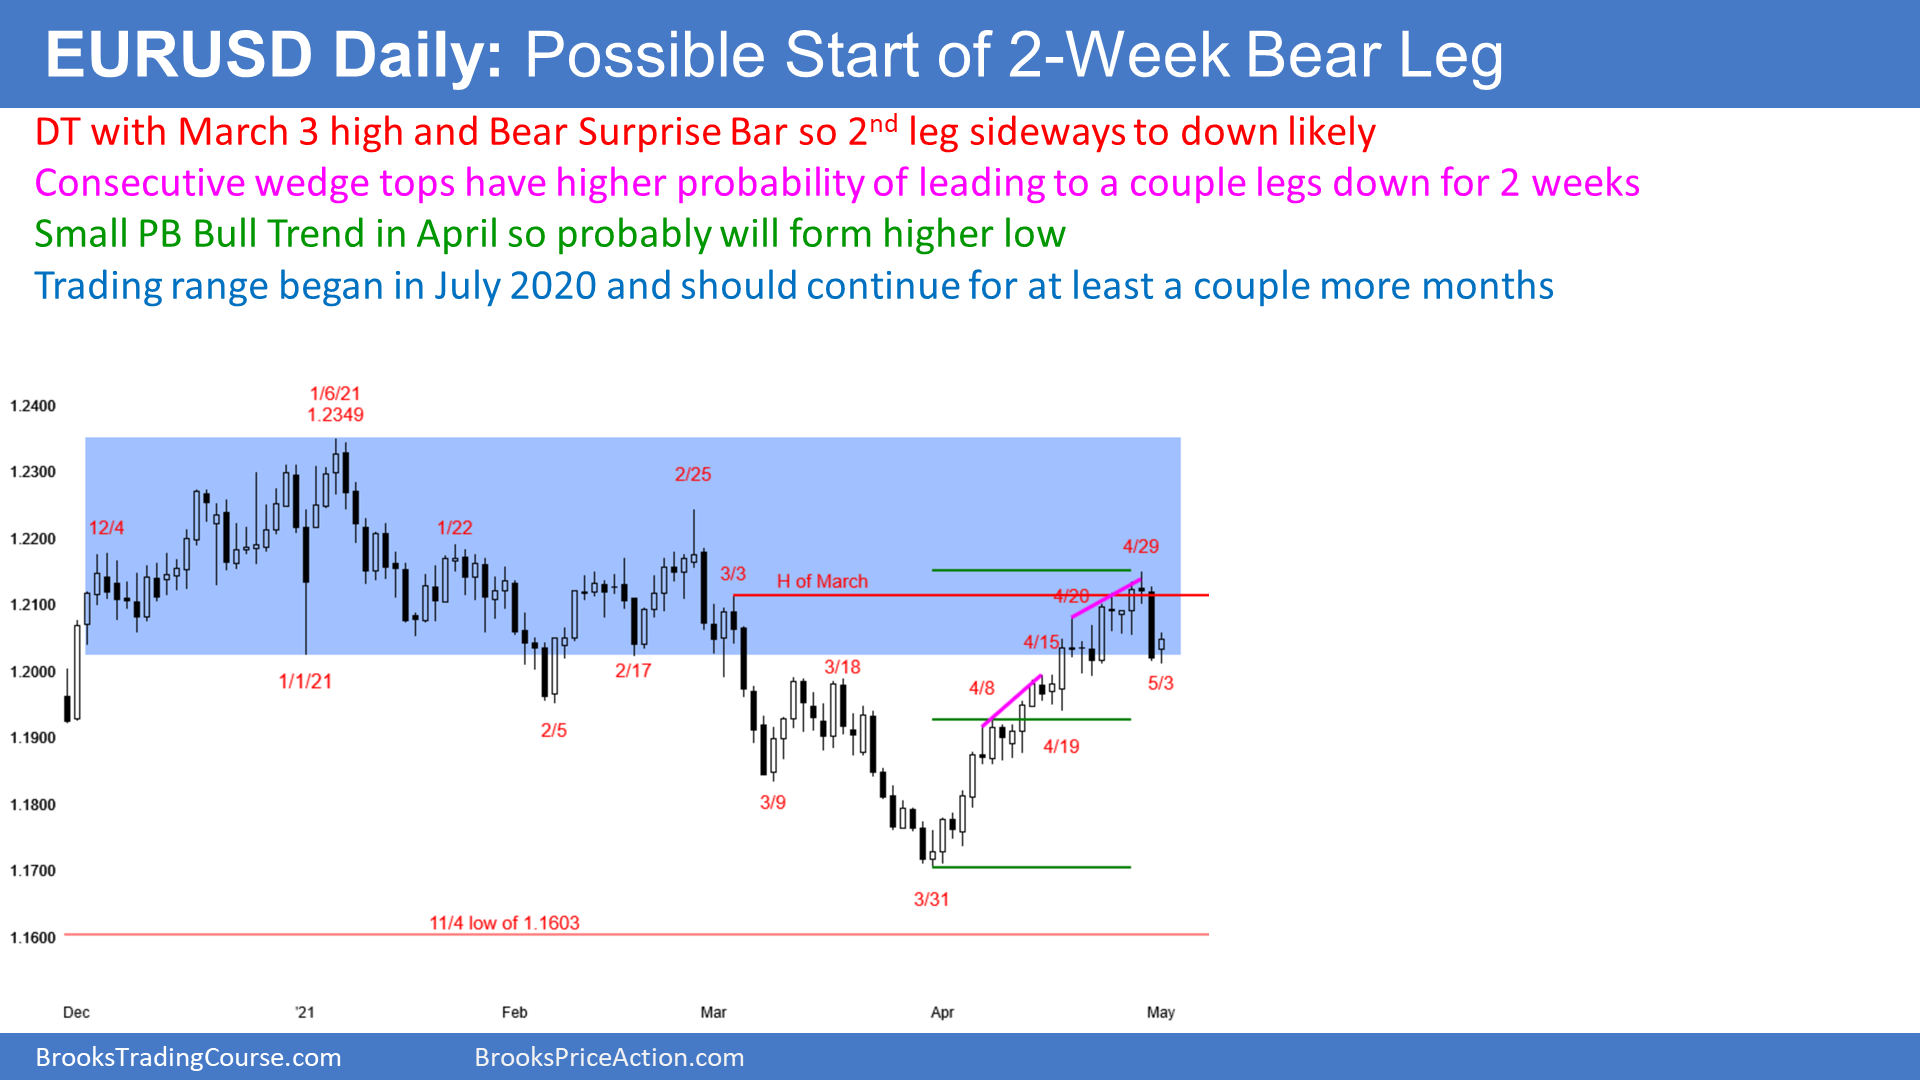 EURUSD Daily: Possible Start of 2-Week Bear Leg
DT with March 3 high and Bear Surprise Bar so 2nd leg sideways to down likely
Consecutive wedge tops have higher probability of leading to a couple legs down for 2 weeks
Small PB Bull Trend in April so probably will form higher low
Trading range began in July 2020 and should continue for at least a couple more months
1/6/21
1.2349
1.2400
1.2300
2/25
12/4
1/22
1.2200
4/29
3/3
H of March
1.2100
4/20
4/15
1.2000
1/1/21
2/17
3/18
4/8
5/3
2/5
1.1900
4/19
3/9
1.1800
1.1700
3/31
11/4 low of 1.1603
1.1600
Dec
'21
Feb
Mar
Apr
May
BrooksTradingCourse.com
BrooksPriceAction.com